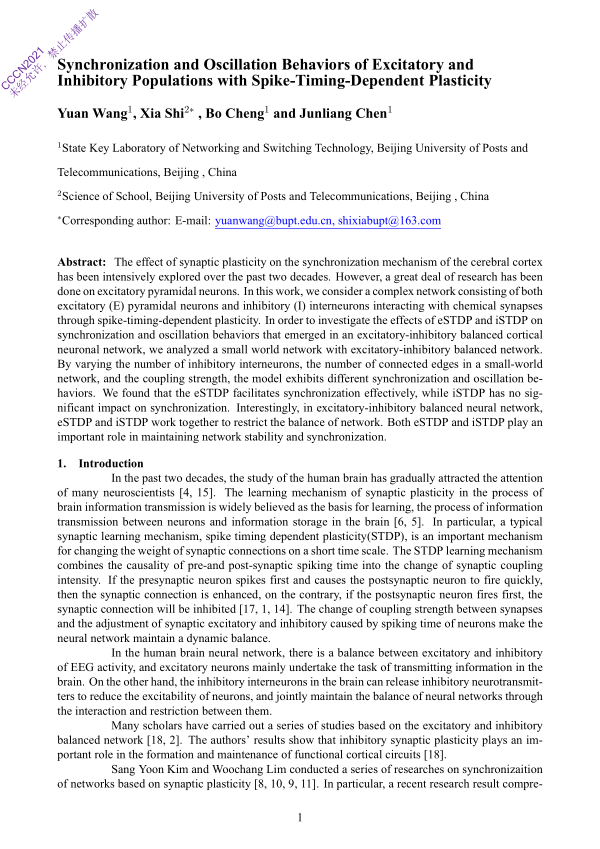 CCCN2021
未经允许，禁止传播扩散
Synchronization and Oscillation Behaviors of Excitatory and
Inhibitory Populations with Spike-Timing-Dependent Plasticity
Yuan Wang1, Xia Shi2* , Bo Cheng1 and Junliang Chen1
1State Key Laboratory of Networking and Switching Technology, Beijing University of Posts and
Telecommunications, Beijing , China
2Science of School, Beijing University of Posts and Telecommunications, Beijing , China
*Corresponding author: E-mail: yuanwang@bupt.edu.cn, shixiabupt@163.com
Abstract: The effect of synaptic plasticity on the synchronization mechanism of the cerebral cortex
has been intensively explored over the past two decades. However, a great deal of research has been
done on excitatory pyramidal neurons. In this work, we consider a complex network consisting of both
excitatory (E) pyramidal neurons and inhibitory (I) interneurons interacting with chemical synapses
through spike-timing-dependent plasticity. In order to investigate the effects of eSTDP and iSTDP on
synchronization and oscillation behaviors that emerged in an excitatory-inhibitory balanced cortical
neuronal network, we analyzed a small world network with excitatory-inhibitory balanced network.
By varying the number of inhibitory interneurons, the number of connected edges in a small-world
network, and the coupling strength, the model exhibits different synchronization and oscillation be-
haviors. We found that the eSTDP facilitates synchronization effectively, while iSTDP has no sig-
nificant impact on synchronization. Interestingly, in excitatory-inhibitory balanced neural network,
eSTDP and iSTDP work together to restrict the balance of network. Both eSTDP and iSTDP play an
important role in maintaining network stability and synchronization.
1. Introduction
In the past two decades, the study of the human brain has gradually attracted the attention
of many neuroscientists [4, 15]. The learning mechanism of synaptic plasticity in the process of
brain information transmission is widely believed as the basis for learning, the process of information
transmission between neurons and information storage in the brain [6, 5]. In particular, a typical
synaptic learning mechanism, spike timing dependent plasticity(STDP), is an important mechanism
for changing the weight of synaptic connections on a short time scale. The STDP learning mechanism
combines the causality of pre-and post-synaptic spiking time into the change of synaptic coupling
intensity. If the presynaptic neuron spikes first and causes the postsynaptic neuron to fire quickly,
then the synaptic connection is enhanced, on the contrary, if the postsynaptic neuron fires first, the
synaptic connection will be inhibited [17, 1, 14]. The change of coupling strength between synapses
and the adjustment of synaptic excitatory and inhibitory caused by spiking time of neurons make the
neural network maintain a dynamic balance.
In the human brain neural network, there is a balance between excitatory and inhibitory
of EEG activity, and excitatory neurons mainly undertake the task of transmitting information in the
brain. On the other hand, the inhibitory interneurons in the brain can release inhibitory neurotransmit-
ters to reduce the excitability of neurons, and jointly maintain the balance of neural networks through
the interaction and restriction between them.
Many scholars have carried out a series of studies based on the excitatory and inhibitory
balanced network [18, 2]. The authors' results show that inhibitory synaptic plasticity plays an im-
portant role in the formation and maintenance of functional cortical circuits [18].
Sang Yoon Kim and Woochang Lim conducted a series of researches on synchronizaition
of networks based on synaptic plasticity [8, 10, 9, 11]. In particular, a recent research result compre-
1